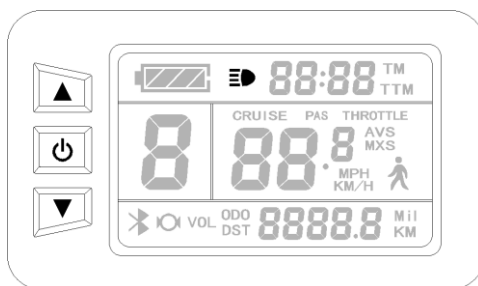 88:88 TM
TTM
CRUISE PAS THROTTLE
8 88.8 AVS
MXS
MPH
KM/H
VOL ODO 8888.8 Mil
DST KM